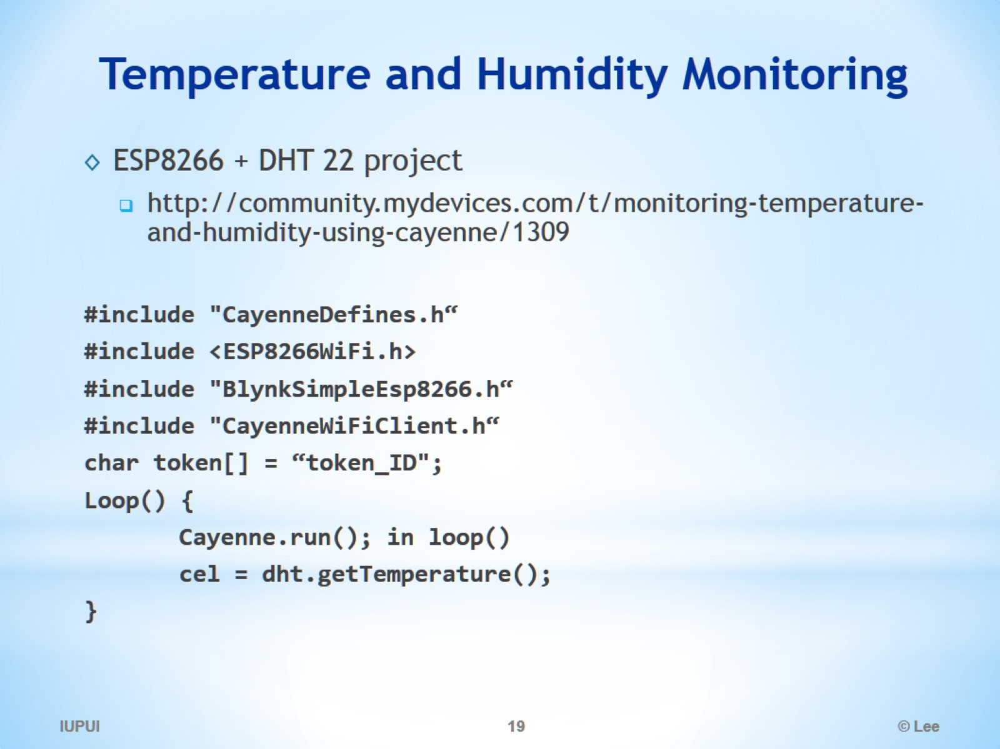 Temperature and Humidity Monitoring
ESP8266 + DHT 22 project
http://community.mydevices.com/t/monitoring-temperature-
and-humidity-using-cayenne/1309
#include "CayenneDefines.h“
#include <ESP8266WiFi.h>
#include "BlynkSimpleEsp8266.h“
#include "CayenneWiFiClient.h“
char token[] = “token_ID";
Loop() {
Cayenne.run(); in loop()
cel = dht.getTemperature();
}
IUPUI 19 © Lee